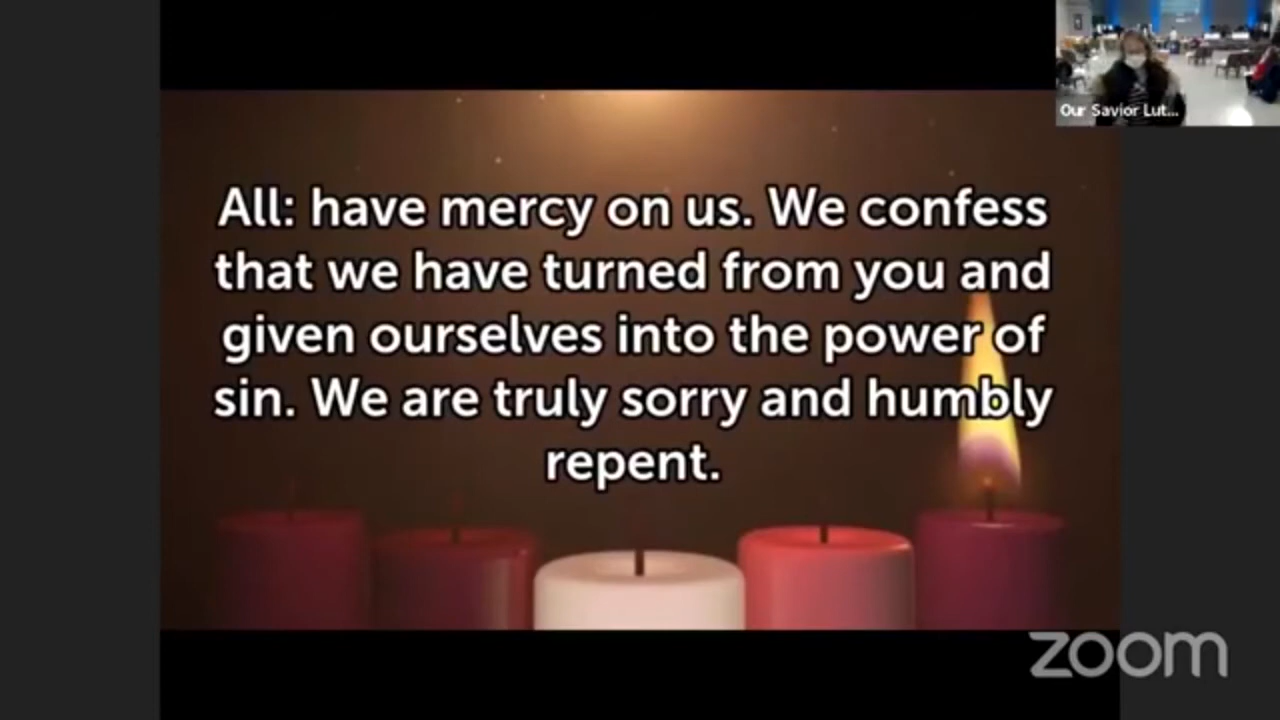 Our Savior Lut...
All: have mercy on us. We confess
that we have turned from you and
given ourselves into the power of
sin. We are truly sorry and humbly
repent.
zoom